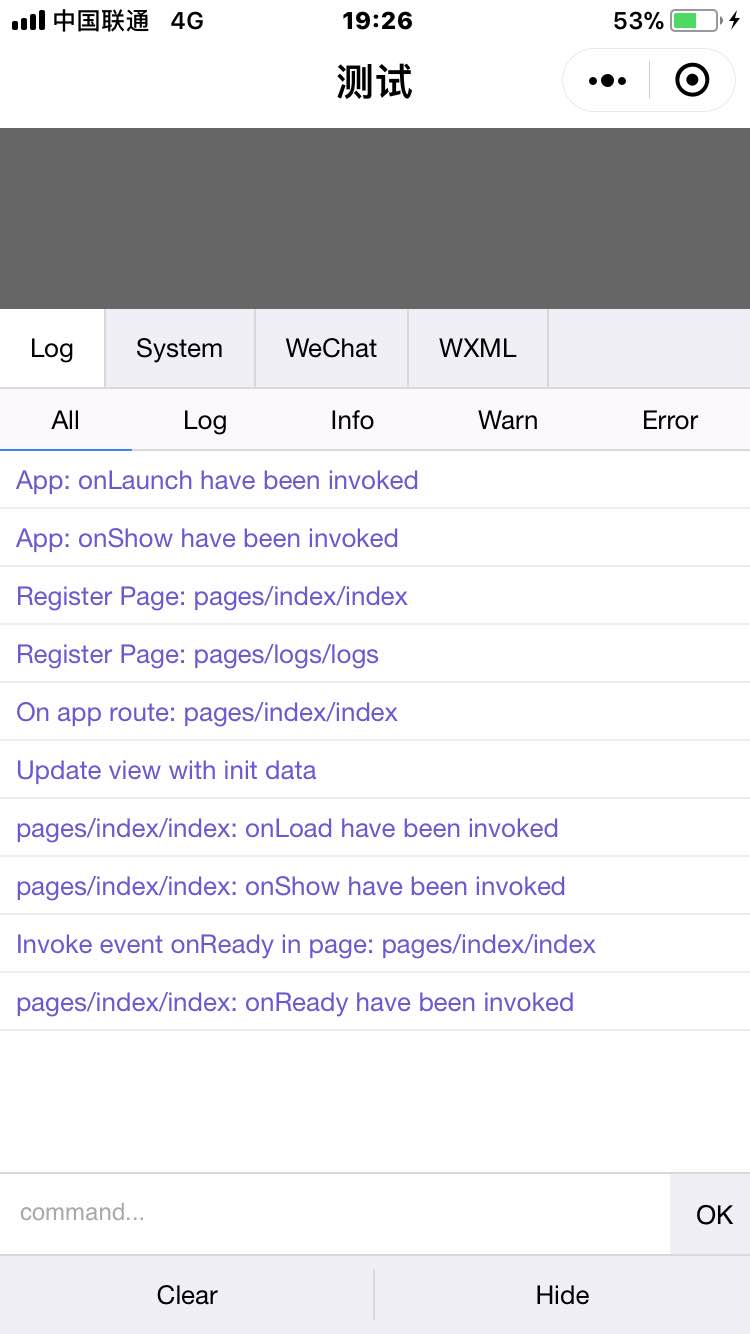 中国联通 4G 19:26 53%
测试
Log System WeChat WXML
All Log Info Warn Error
App: onLaunch have been invoked
App: onShow have been invoked
Register Page: pages/index/index
Register Page: pages/logs/logs
On app route: pages/index/index
Update view with init data
pages/index/index: onLoad have been invoked
pages/index/index: onShow have been invoked
Invoke event onReady in page: pages/index/index
pages/index/index: onReady have been invoked
command... OK
Clear Hide